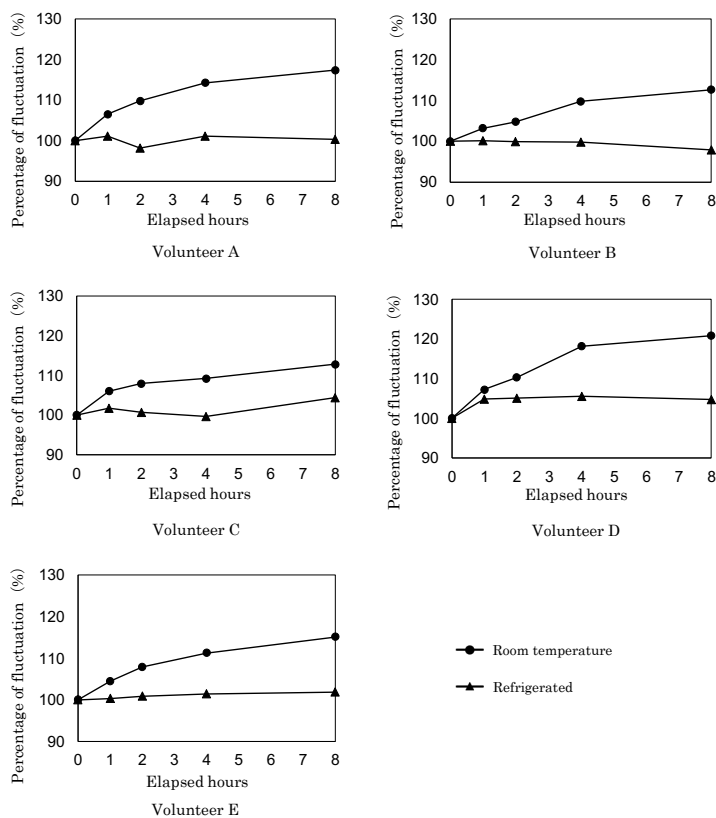 Percentage of fluctuation (%)
130
120
110
100
90
0 1 2 3 4 5 6 7 8
Elapsed hours
Volunteer A
Percentage of fluctuation (%)
130
120
110
100
90
0 1 2 3 4 5 6 7 8
Elapsed hours
Volunteer B
Percentage of fluctuation (%)
130
120
110
100
90
0 1 2 3 4 5 6 7 8
Elapsed hours
Volunteer C
Percentage of fluctuation (%)
130
120
110
100
90
0 1 2 3 4 5 6 7 8
Elapsed hours
Volunteer D
Percentage of fluctuation (%)
130
120
110
100
90
0 1 2 3 4 5 6 7 8
Elapsed hours
Volunteer E
Room temperature
Refrigerated